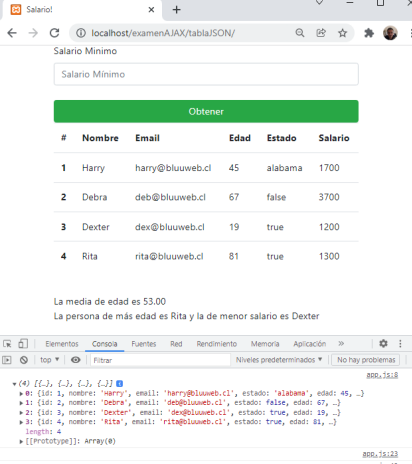 Salario!
localhost/examenAJAX/tablaJSON/
Salario Minimo
Salario Mínimo
Obtener
# Nombre Email Edad Estado Salario
1 Harry harry@bluuweb.cl 45 alabama 1700
2 Debra deb@bluuweb.cl 67 false 3700
3 Dexter dex@bluuweb.cl 19 true 1200
4 Rita rita@bluuweb.cl 81 true 1300
La media de edad es 53.00
La persona de más edad es Rita y la de menor salario es Dexter
Elementos Consola Fuentes Red Rendimiento Memoria Aplicación »
top Filtrar Niveles predeterminados No hay problemas
app.js:8
(4) [{…}, {…}, {…}, {…}]
0: {id: 1, nombre: 'Harry', email: 'harry@bluuweb.cl', estado: 'alabama', edad: 45, …}
1: {id: 2, nombre: 'Debra', email: 'deb@bluuweb.cl', estado: false, edad: 67, …}
2: {id: 3, nombre: 'Dexter', email: 'dex@bluuweb.cl', estado: true, edad: 19, …}
3: {id: 4, nombre: 'Rita', email: 'rita@bluuweb.cl', estado: true, edad: 81, …}
length: 4
[[Prototype]]: Array(0)
app.js:23